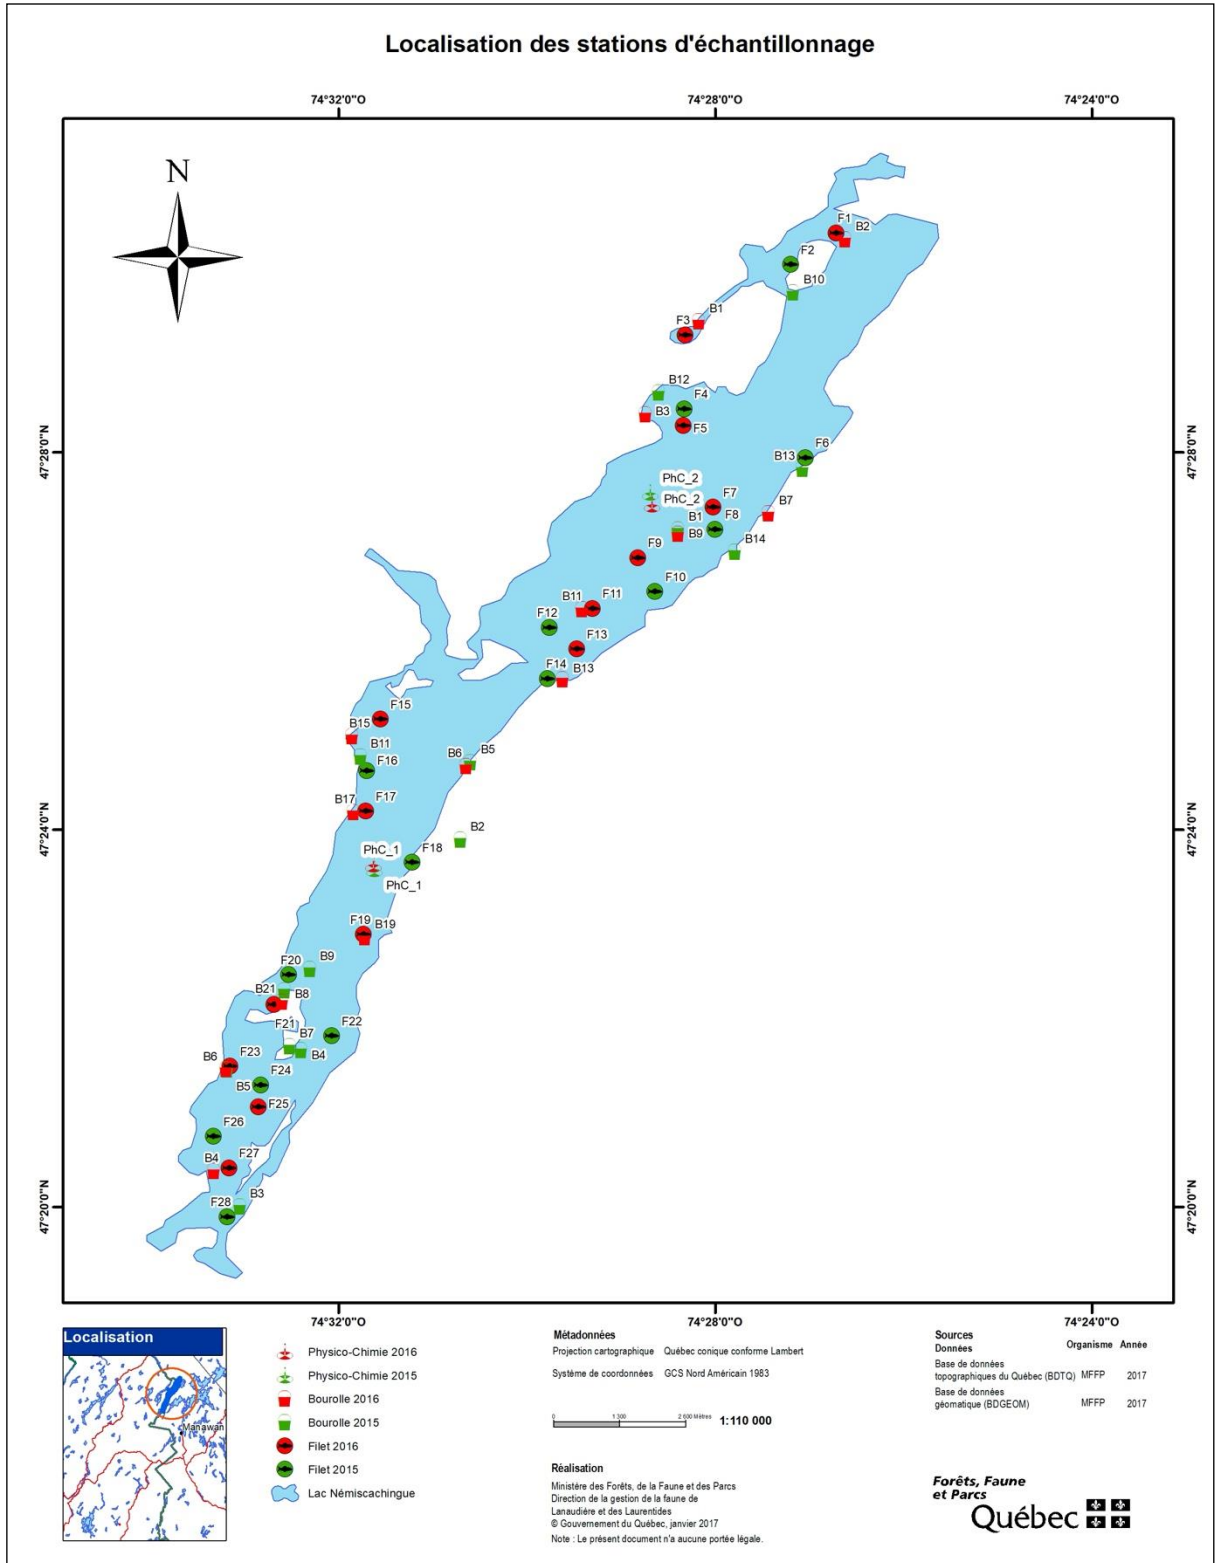 Localisation des stations d'échantillonnage
74°32'0"O
74°28'0"O
74°24'0"O
N
F1
B2
F2
B10
B1
F3
B12
F4
B3
F5
47°28'0"N
47°28'0"N
F6
B13
PhC_2
PhC_2
F7
B7
B1
F8
B9
B14
F9
F10
B11
F11
F12
F13
F14
B13
F15
B15
B11
B6
B5
F16
B17
F17
47°24'0"N
47°24'0"N
B2
PhC_1
F18
PhC_1
F19
B19
F20
B9
B21
B8
F21
F22
B7
B4
B6
F23
F24
B5
F25
F26
B4
F27
B3
F28
47°20'0"N
47°20'0"N
74°32'0"O
74°28'0"O
74°24'0"O
Localisation
Manawan
Physico-Chimie 2016
Physico-Chimie 2015
Bourolle 2016
Bourolle 2015
Filet 2016
Filet 2015
Lac Némiscachingue
Métadonnées
Projection cartographique Québec conique conforme Lambert
Système de coordonnées GCS Nord Américain 1983
0 1 300 2 600 Mètres 1:110 000
Réalisation
Ministère des Forêts, de la Faune et des Parcs
Direction de la gestion de la faune de
Lanaudière et des Laurentides
© Gouvernement du Québec, janvier 2017
Note : Le présent document n'a aucune portée légale.
Sources
Données Organisme Année
Base de données
topographiques du Québec (BDTQ) MFFP 2017
Base de données
géomatique (BDGEOM) MFFP 2017
Forêts, Faune
et Parcs
Québec